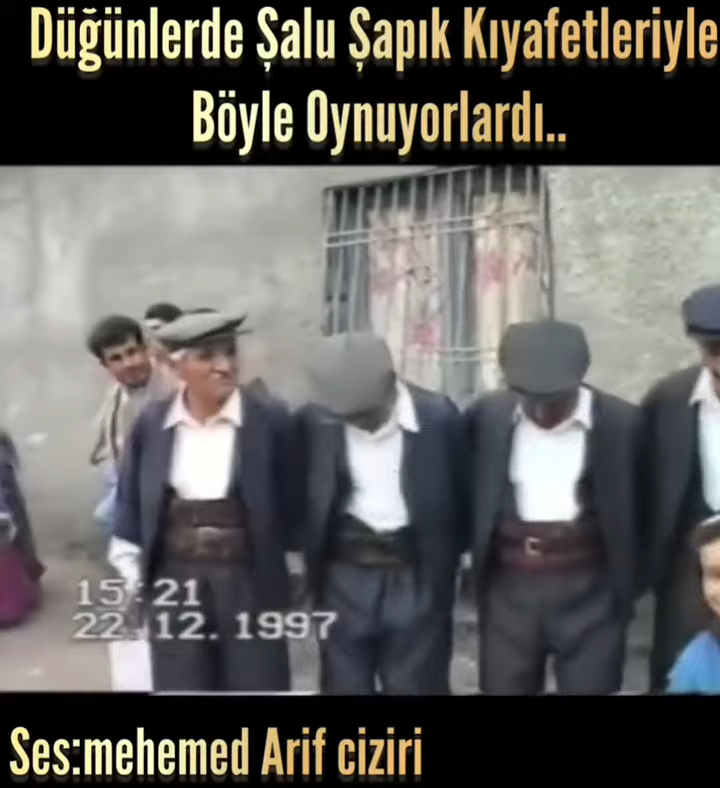 Düğünlerde Şalu Şapık Kıyafetleriyle
Böyle Oynuyorlardı..
15:21
22.12.1997
Ses:mehemed Arif ciziri